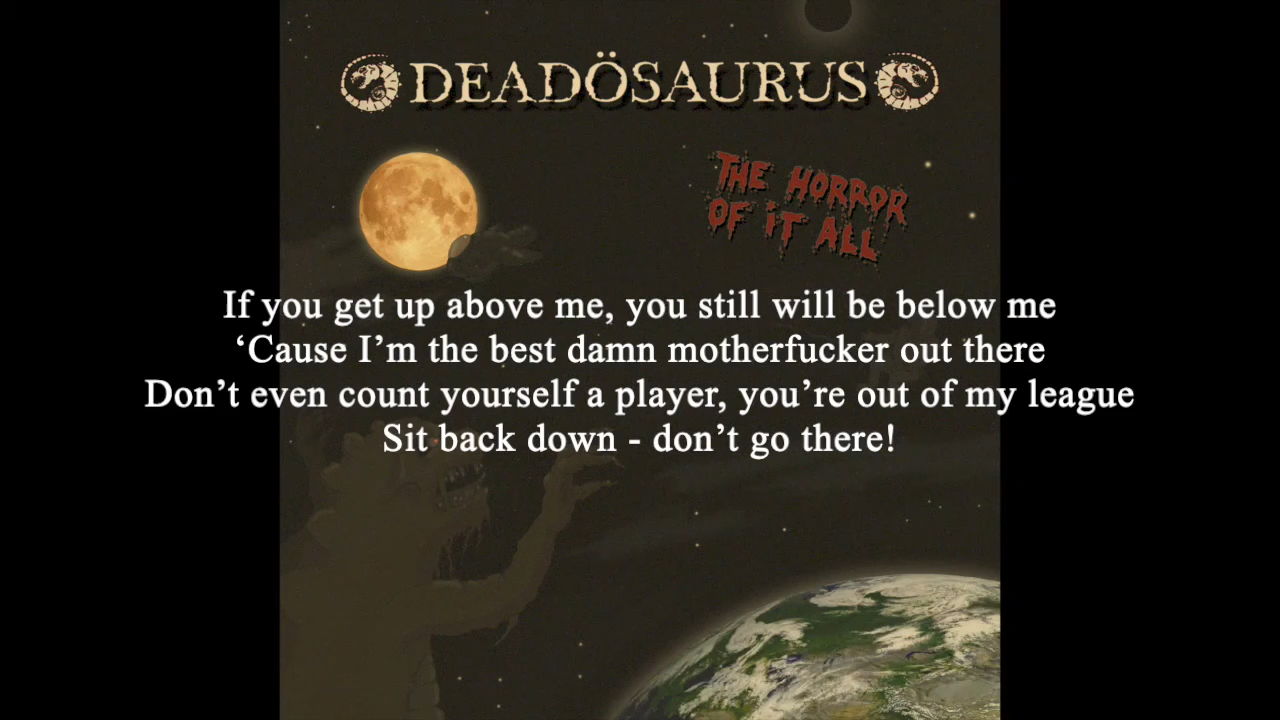 DEADÖSAURUS
THE HORROR
OF iT ALL
If you get up above me, you still will be below me
‘Cause I’m the best damn motherfucker out there
Don’t even count yourself a player, you’re out of my league
Sit back down - don’t go there!